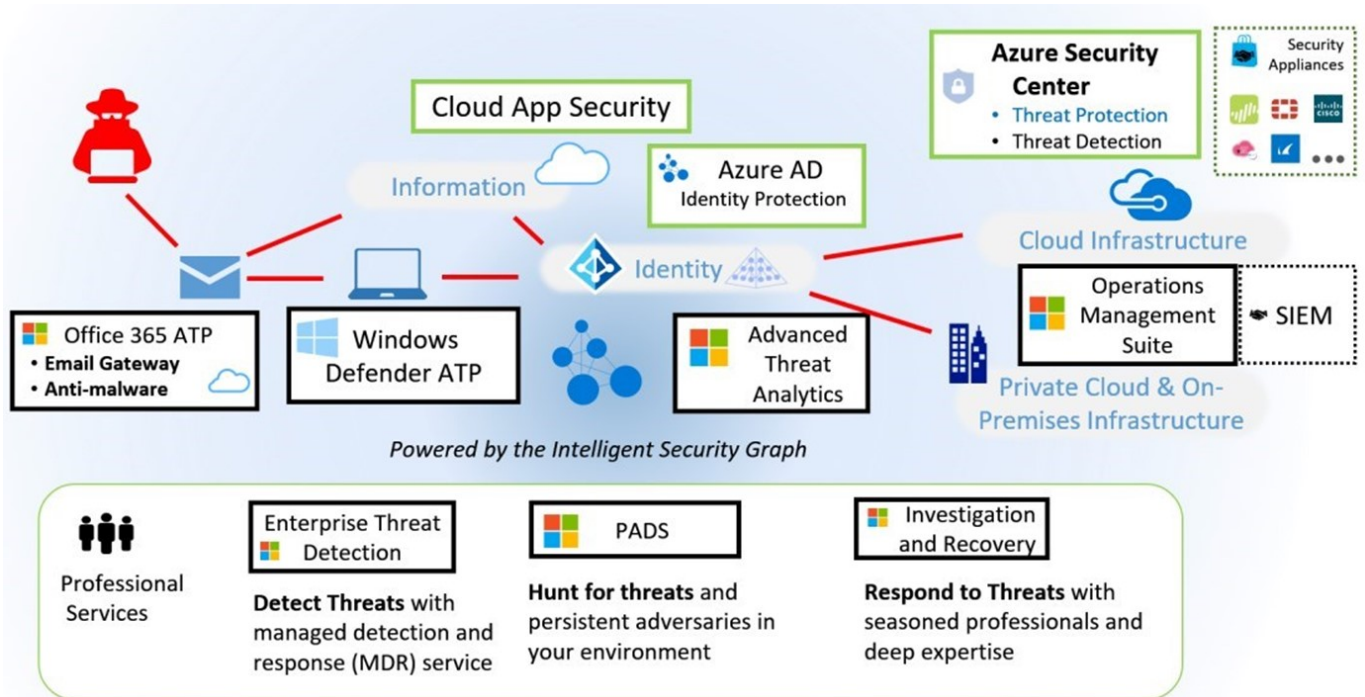 Cloud App Security
Azure Security
Center
• Threat Protection
• Threat Detection
Security
Appliances
CISCO
Information
Azure AD
Identity Protection
Identity
Cloud Infrastructure
Office 365 ATP
• Email Gateway
• Anti-malware
Windows
Defender ATP
Advanced
Threat
Analytics
Operations
Management
Suite
SIEM
Private Cloud & On-
Premises Infrastructure
Powered by the Intelligent Security Graph
Professional
Services
Enterprise Threat
Detection
Detect Threats with
managed detection and
response (MDR) service
PADS
Hunt for threats and
persistent adversaries in
your environment
Investigation
and Recovery
Respond to Threats with
seasoned professionals and
deep expertise